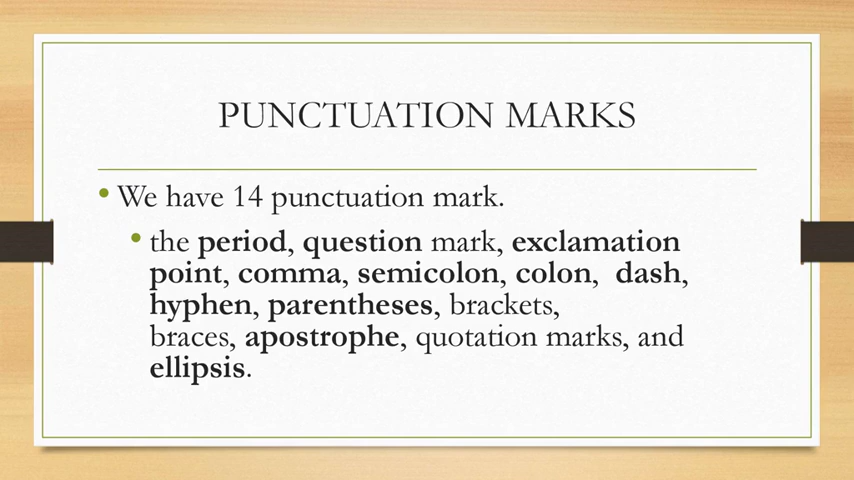 PUNCTUATION MARKS
• We have 14 punctuation mark.
• the period, question mark, exclamation
point, comma, semicolon, colon,  dash,
hyphen, parentheses, brackets,
braces, apostrophe, quotation marks, and
ellipsis.